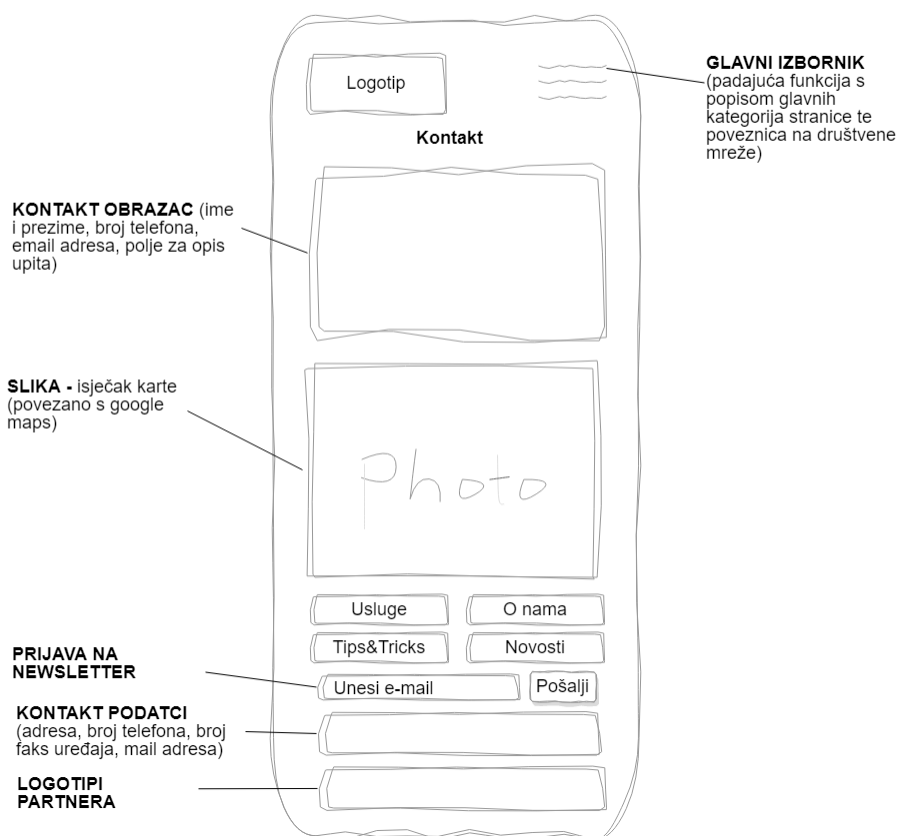 Logotip
GLAVNI IZBORNIK
(padajuća funkcija s
popisom glavnih
kategorija stranice te
poveznica na društvene
mreže)
Kontakt
KONTAKT OBRAZAC (ime
i prezime, broj telefona,
email adresa, polje za opis
upita)
SLIKA - isječak karte
(povezano s google
maps)
Photo
Usluge
O nama
Tips&Tricks
Novosti
PRIJAVA NA
NEWSLETTER
Unesi e-mail
Pošalji
KONTAKT PODATCI
(adresa, broj telefona, broj
faks uređaja, mail adresa)
LOGOTIPI
PARTNERA